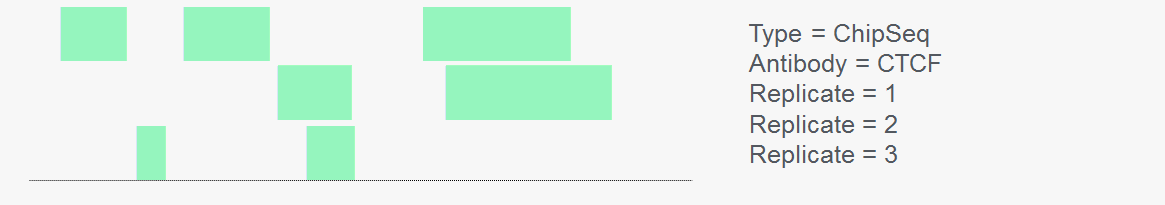 Type = ChipSeq
Antibody = CTCF
Replicate = 1
Replicate = 2
Replicate = 3